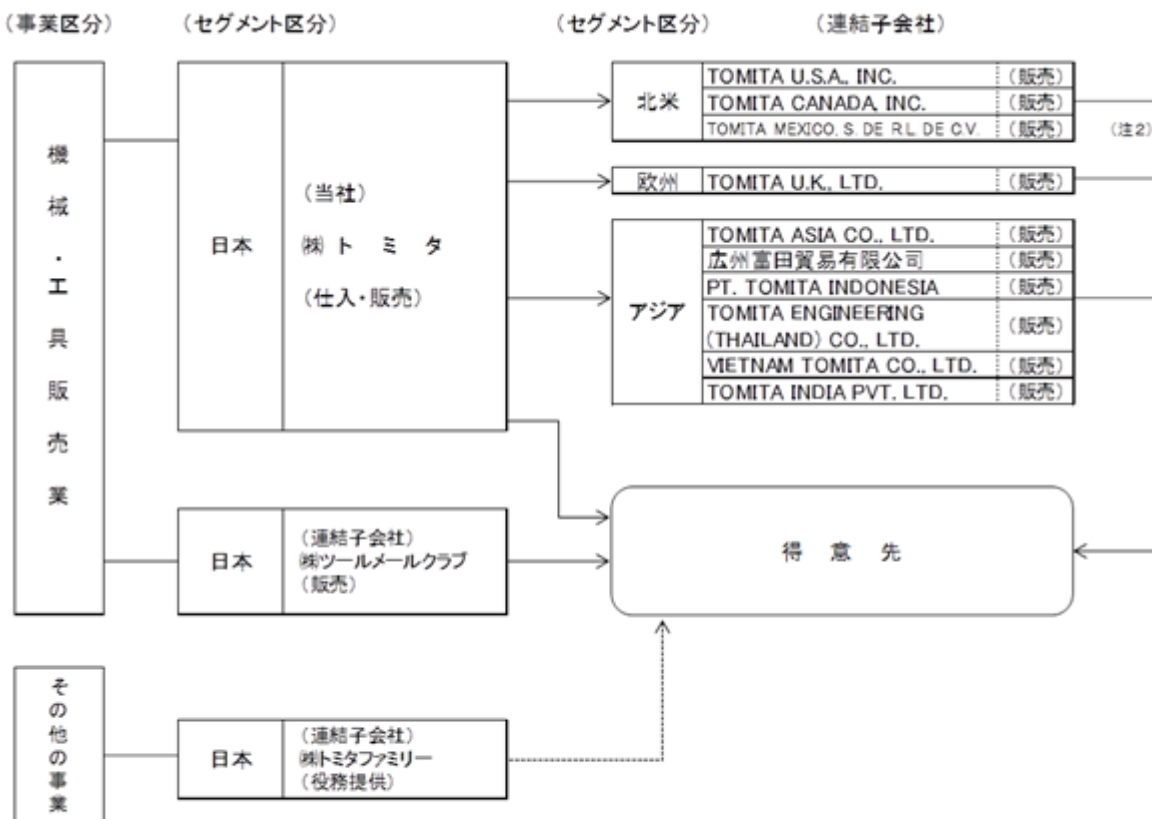 （事業区分）
（セグメント区分）
（セグメント区分）
（連結子会社）
機械・工具販売業
日本
（当社）
㈱トミタ
（仕入・販売）
北米
TOMITA U.S.A., INC.
（販売）
TOMITA CANADA, INC.
（販売）
TOMITA MEXICO, S. DE R.L. DE C.V.
（販売）
（注２）
欧州
TOMITA U.K., LTD.
（販売）
アジア
TOMITA ASIA CO., LTD.
（販売）
広州富田貿易有限公司
（販売）
PT. TOMITA INDONESIA
（販売）
TOMITA ENGINEERING
(THAILAND) CO., LTD.
（販売）
VIETNAM TOMITA CO., LTD.
（販売）
TOMITA INDIA PVT. LTD.
（販売）
日本
（連結子会社）
㈱ツールメールクラブ
（販売）
得意先
その他の事業
日本
（連結子会社）
㈱トミタファミリー
（役務提供）